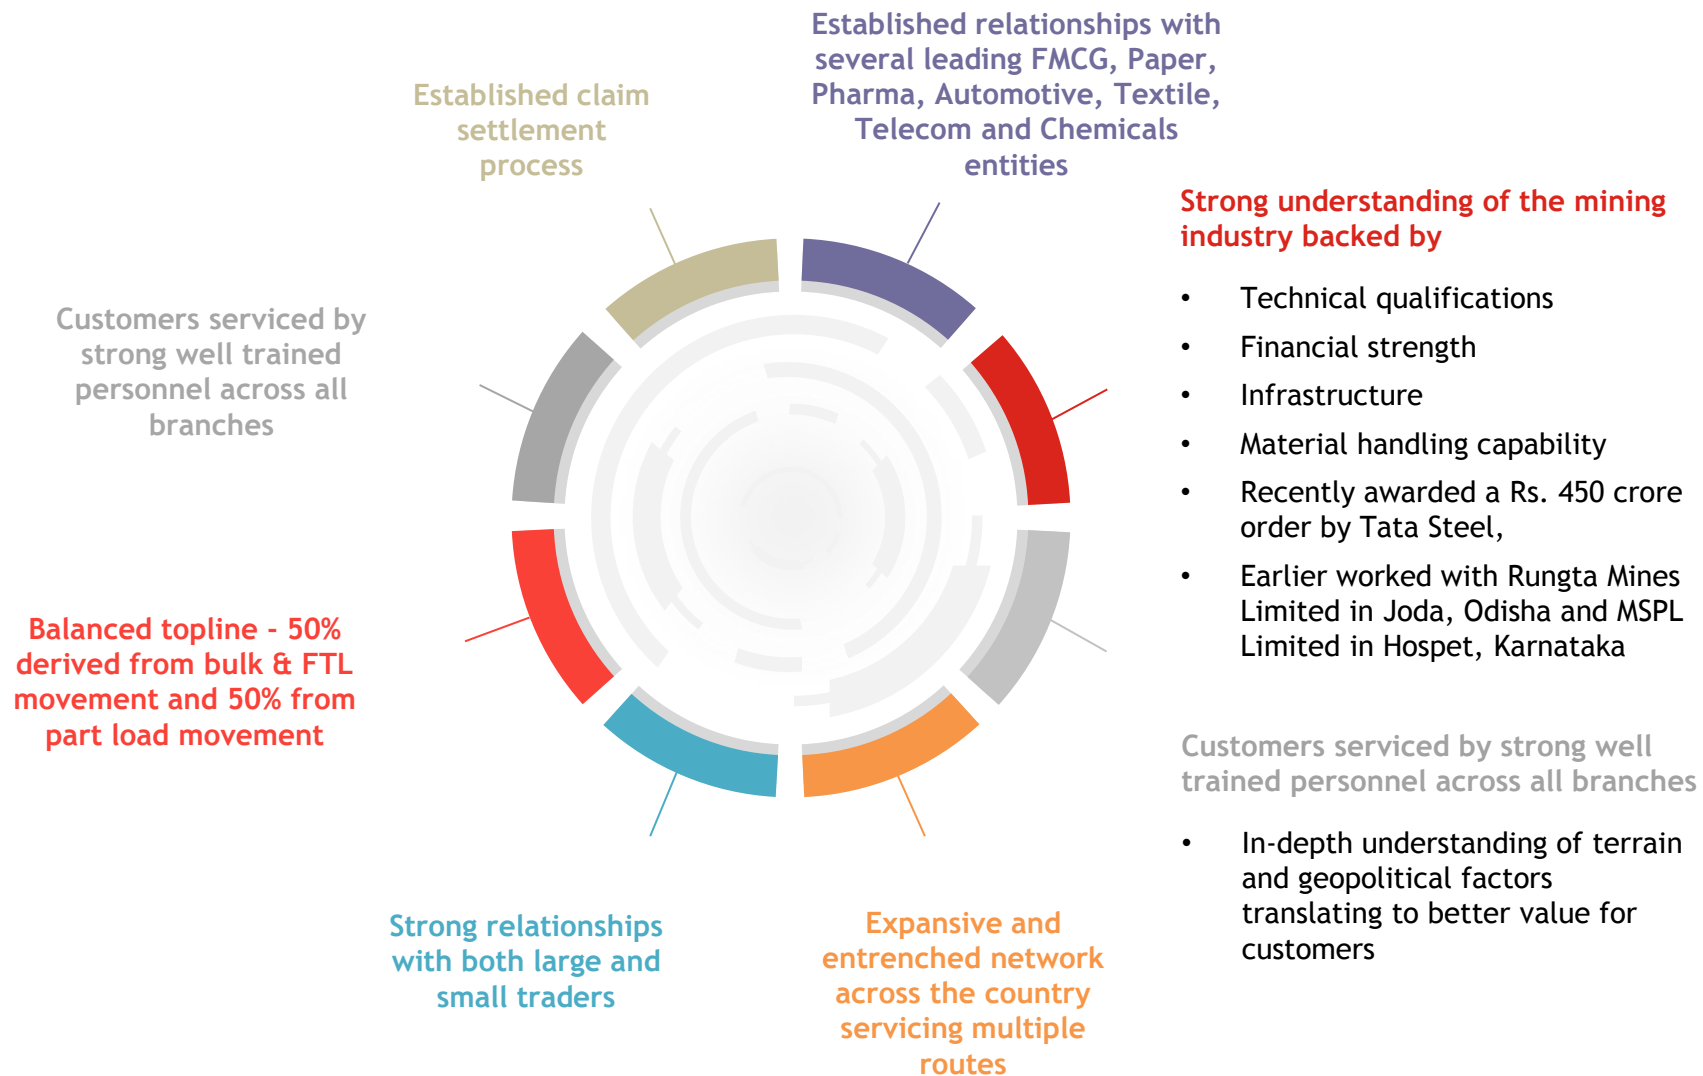 Established relationships with
several leading FMCG, Paper,
Pharma, Automotive, Textile,
Telecom and Chemicals
entities
Established claim
settlement
process
Strong understanding of the mining
industry backed by
• Technical qualifications
• Financial strength
• Infrastructure
• Material handling capability
• Recently awarded a Rs. 450 crore
order by Tata Steel,
• Earlier worked with Rungta Mines
Limited in Joda, Odisha and MSPL
Limited in Hospet, Karnataka
Customers serviced by
strong well trained
personnel across all
branches
Balanced topline - 50%
derived from bulk & FTL
movement and 50% from
part load movement
Customers serviced by strong well
trained personnel across all branches
• In-depth understanding of terrain
and geopolitical factors
translating to better value for
customers
Strong relationships
with both large and
small traders
Expansive and
entrenched network
across the country
servicing multiple
routes